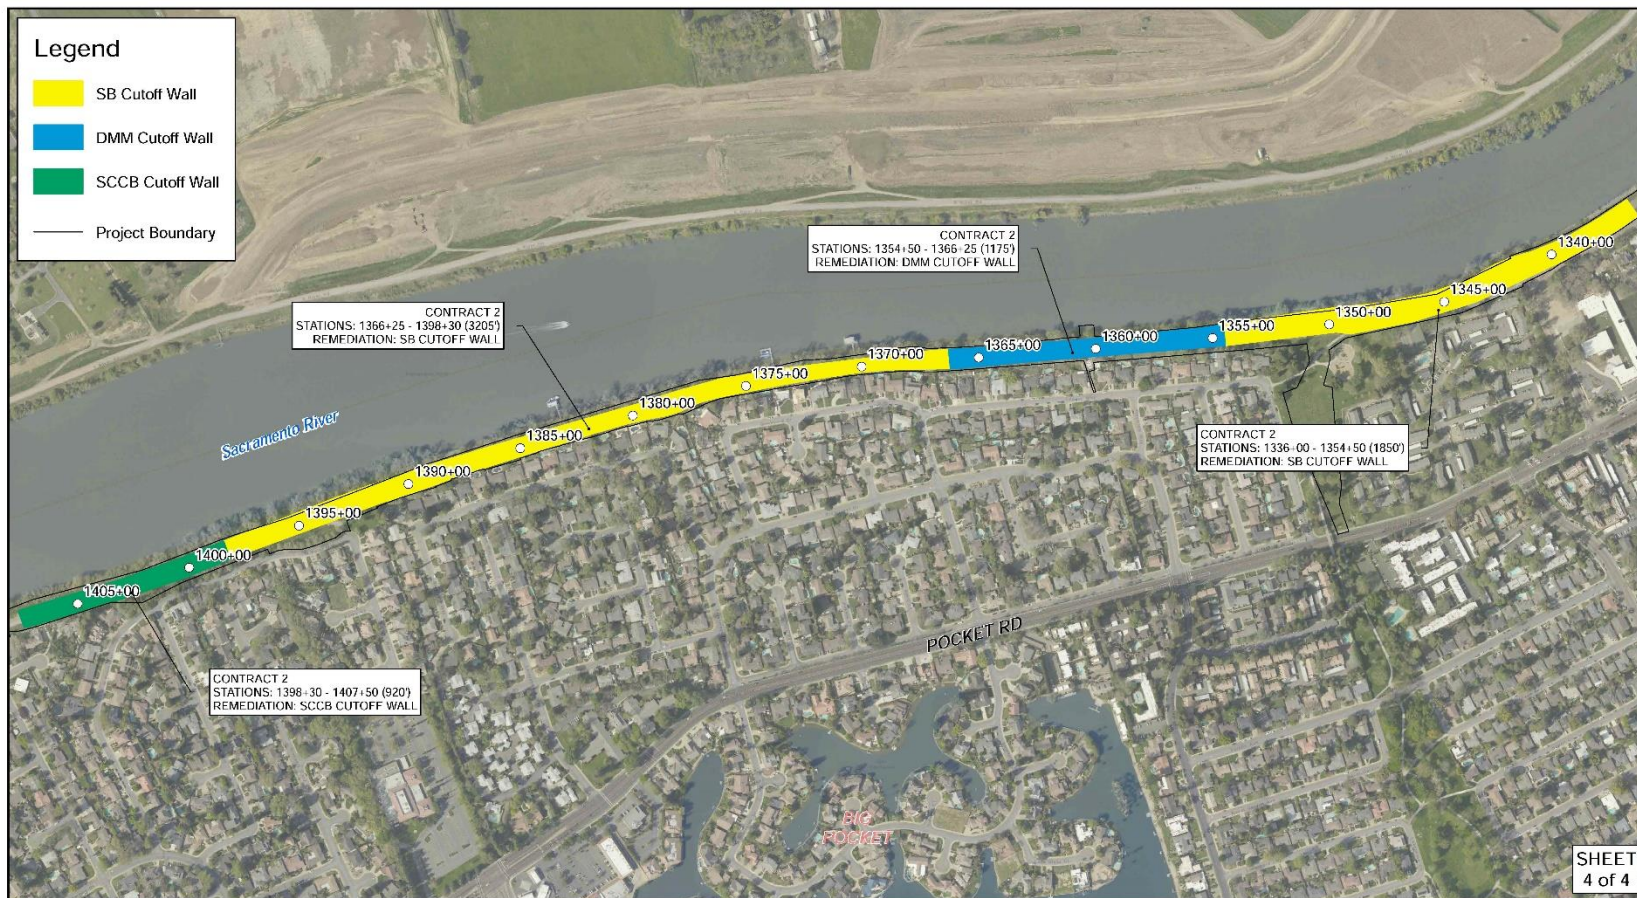 Legend
SB Cutoff Wall
DMM Cutoff Wall
SCCB Cutoff Wall
Project Boundary
CONTRACT 2
STATIONS: 1354+50 - 1366+25 (1175')
REMEDIATION: DMM CUTOFF WALL
CONTRACT 2
STATIONS: 1366+25 - 1398+30 (3205')
REMEDIATION: SB CUTOFF WALL
1340+00
1345+00
1350+00
1355+00
1360+00
1365+00
1370+00
1375+00
1380+00
1385+00
1390+00
1395+00
1400+00
1405+00
Sacramento River
CONTRACT 2
STATIONS: 1336+00 - 1354+50 (1850')
REMEDIATION: SB CUTOFF WALL
POCKET RD
CONTRACT 2
STATIONS: 1398+30 - 1407+50 (920')
REMEDIATION: SCCB CUTOFF WALL
BIG
POCKET
SHEET
4 of 4